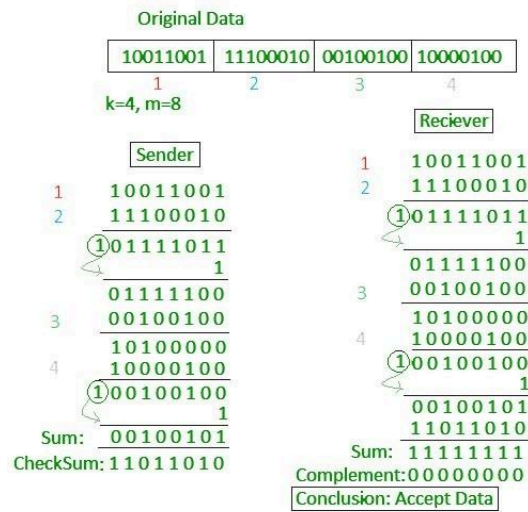 Original Data
10011001 11100010 00100100 10000100
1 2 3 4
k=4, m=8
Sender
1 10011001
2 11100010
1 01111011
1
01111100
3 00100100
10100000
4 10000100
1 00100100
1
Sum: 00100101
CheckSum: 11011010
Reciever
1 10011001
2 11100010
1 01111011
1
01111100
3 00100100
10100000
4 10000100
1 00100100
1
00100101
11011010
Sum: 11111111
Complement: 00000000
Conclusion: Accept Data